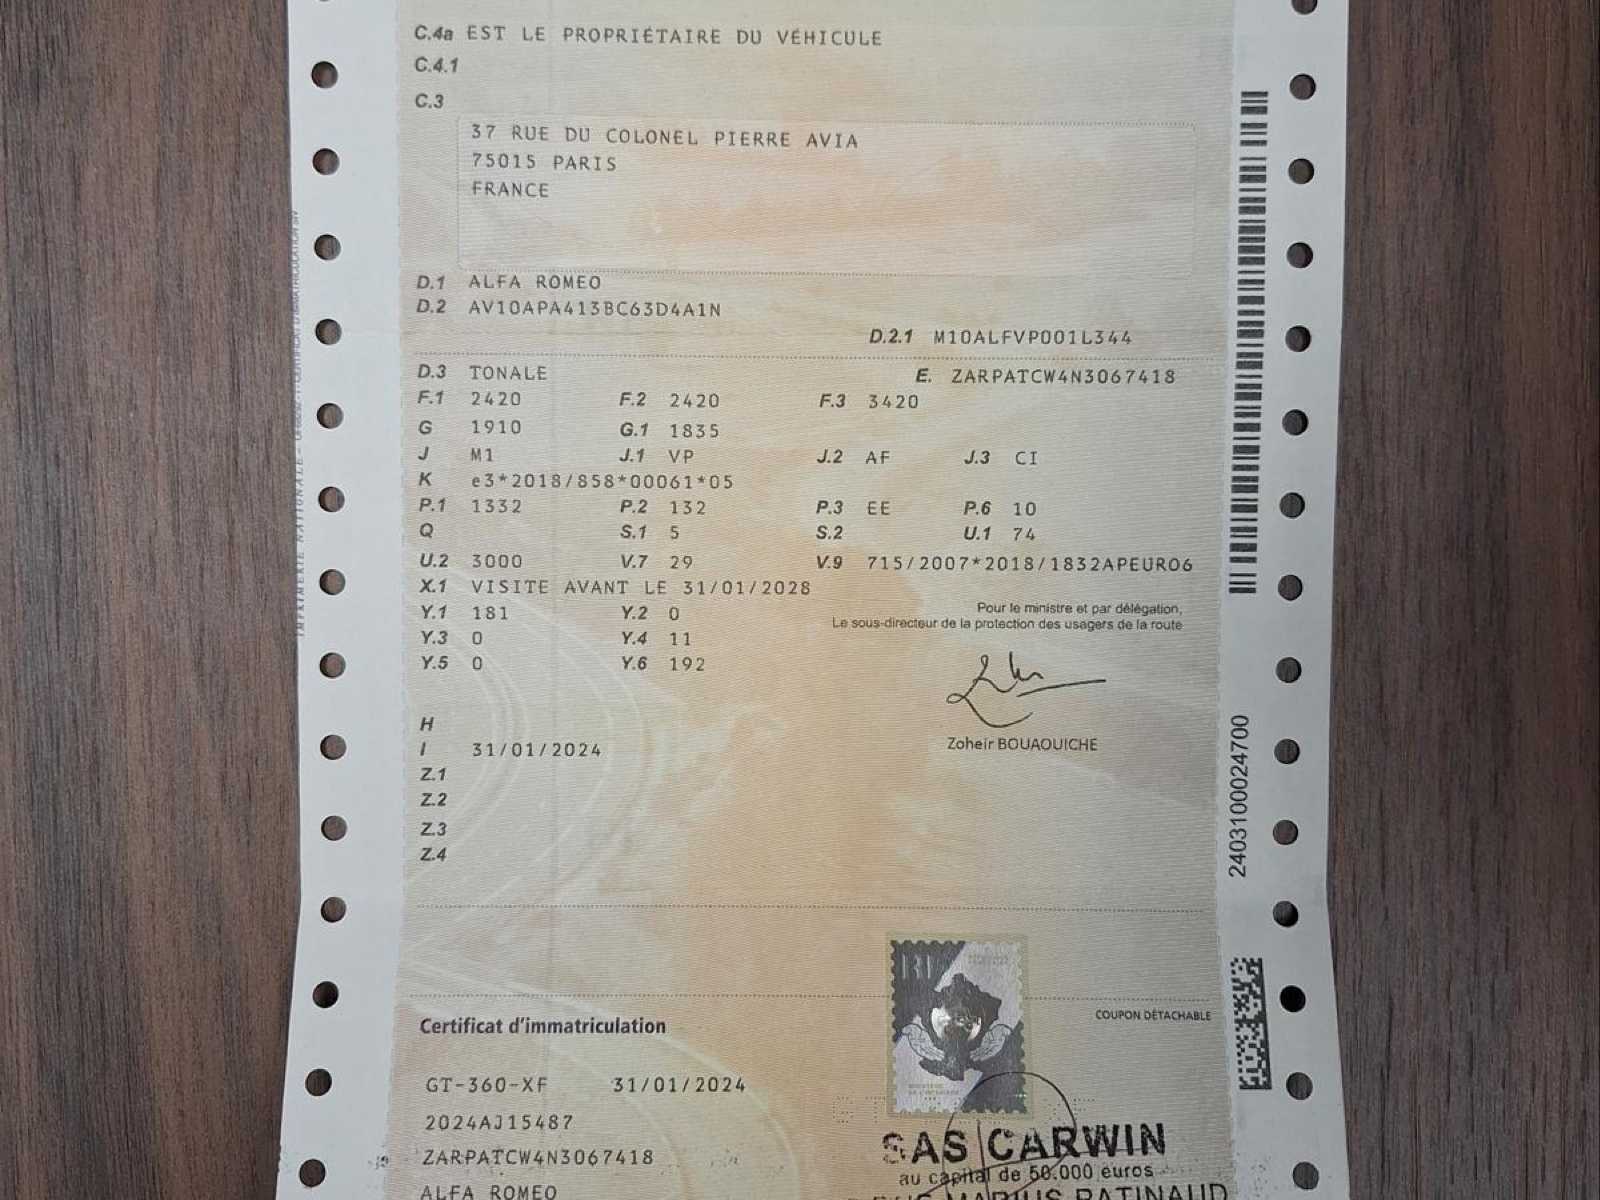 C.4a EST LE PROPRIÉTAIRE DU VÉHICULE
C.4.1
C.3
37 RUE DU COLONEL PIERRE AVIA
75015 PARIS
FRANCE
D.1 ALFA ROMEO
D.2 AV10APA413BC63D4A1N
D.2.1 M10ALFVP001L344
D.3 TONALE E. ZARPATCW4N3067418
F.1 2420 F.2 2420 F.3 3420
G 1910 G.1 1835
J M1 J.1 VP J.2 AF J.3 CI
K e3*2018/858*00061*05
P.1 1332 P.2 132 P.3 EE P.6 10
Q S.1 5 S.2 U.1 74
U.2 3000 V.7 29 V.9 715/2007*2018/1832APEURO6
X.1 VISITE AVANT LE 31/01/2028
Y.1 181 Y.2 0
Y.3 0 Y.4 11
Y.5 0 Y.6 192
Pour le ministre et par délégation,
Le sous-directeur de la protection des usagers de la route
Zoheir BOUAOUICHE
H
I 31/01/2024
Z.1
Z.2
Z.3
Z.4
2403100024700
Certificat d'immatriculation
COUPON DÉTACHABLE
GT-360-XF 31/01/2024
2024AJ15487
ZARPATCW4N3067418
ALFA ROMEO
SAS CARWIN
au capital de 50.000 euros
RUE MARIUS RATINAUD
IMPRIMERIE NATIONALE